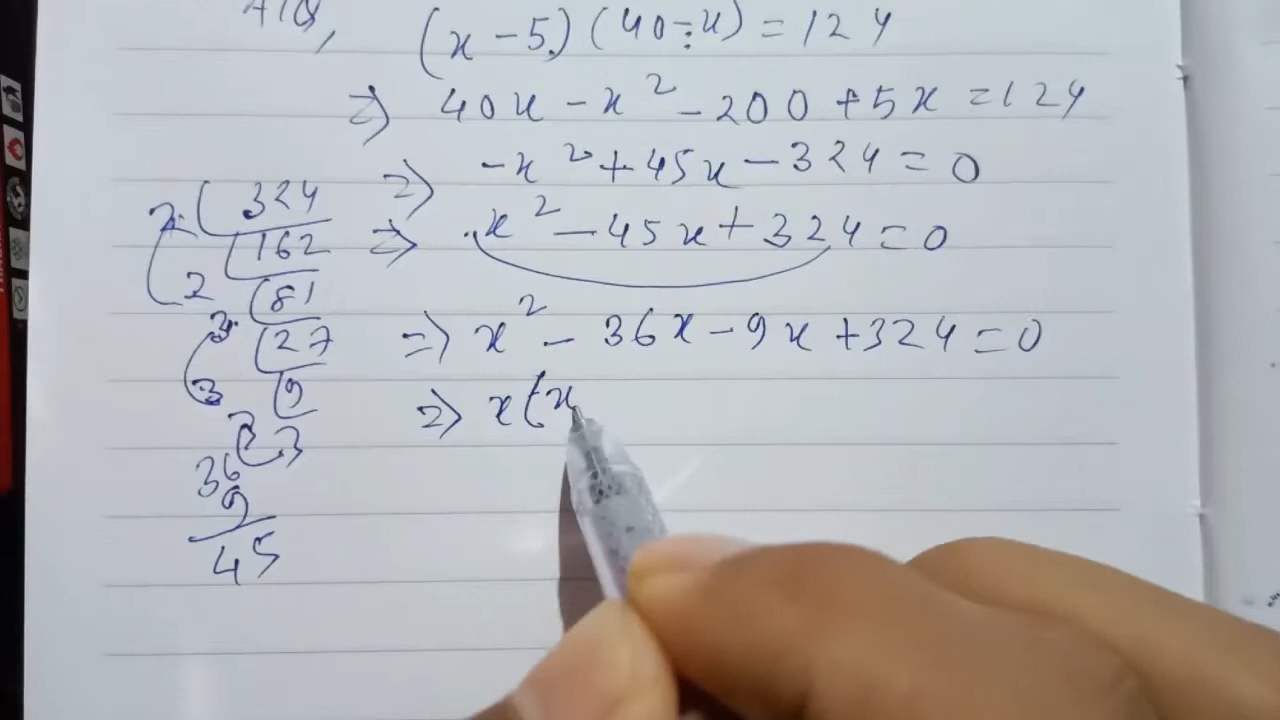 (x - 5) (40 - x) = 124
=> 40x - x² - 200 + 5x = 124
=> -x² + 45x - 324 = 0
=> x² - 45x + 324 = 0
=> x² - 36x - 9x + 324 = 0
=> x(x
2 324
162
2 81
3 27
3 9
3 3
36
9
45